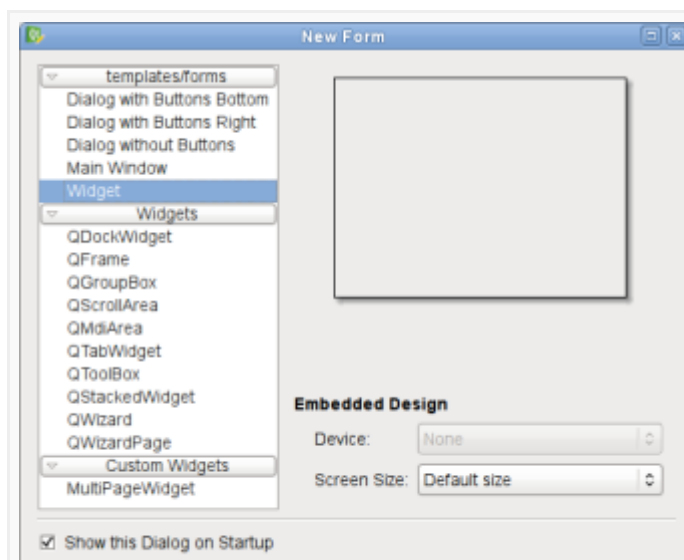 New Form
templates/forms
Dialog with Buttons Bottom
Dialog with Buttons Right
Dialog without Buttons
Main Window
Widget
Widgets
QDockWidget
QFrame
QGroupBox
QScrollArea
QMdiArea
QTabWidget
QToolBox
QStackedWidget
QWizard
QWizardPage
Custom Widgets
MultiPageWidget
Embedded Design
Device: None
Screen Size: Default size
Show this Dialog on Startup